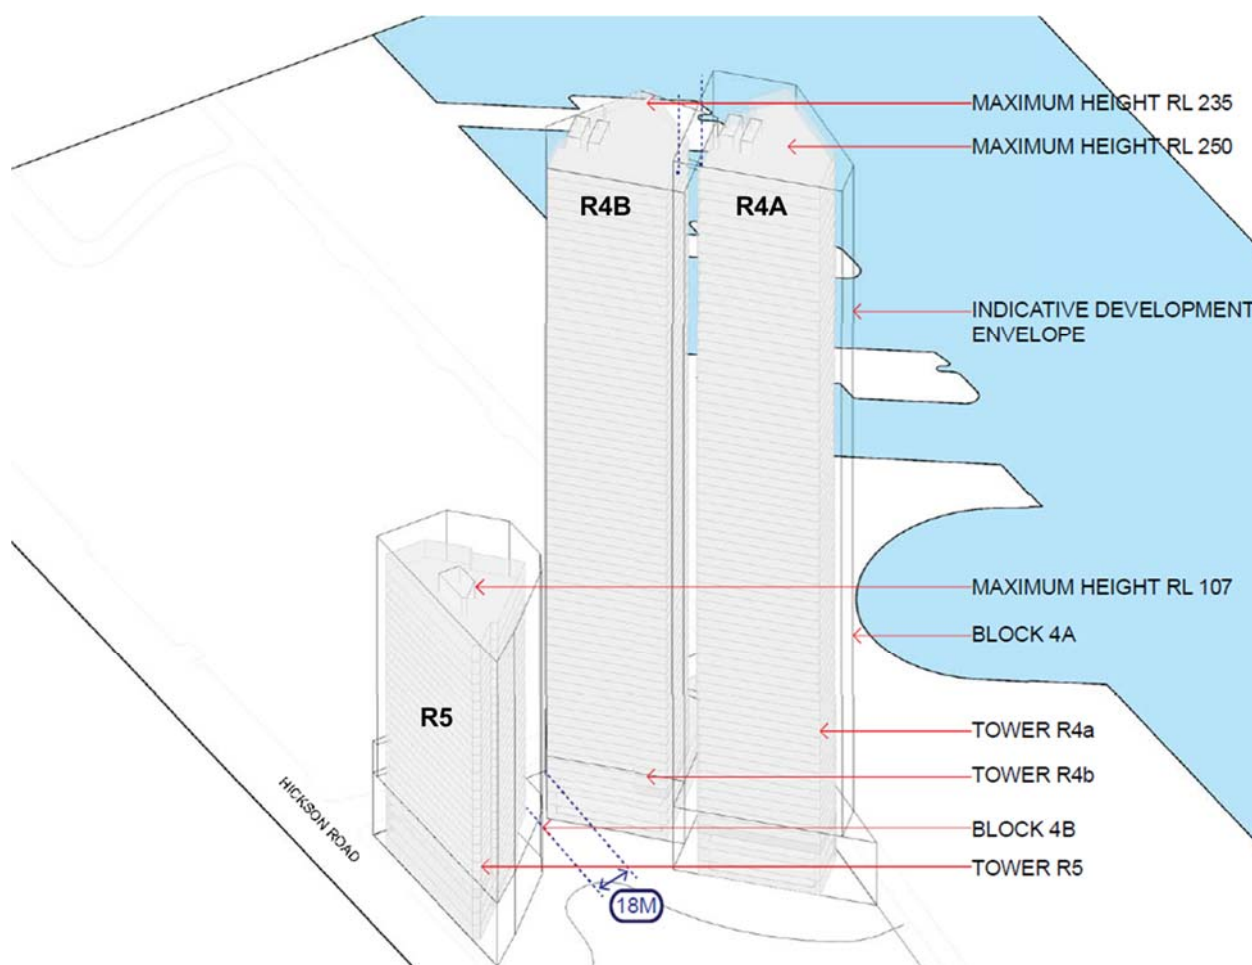 MAXIMUM HEIGHT RL 235
MAXIMUM HEIGHT RL 250
R4B
R4A
INDICATIVE DEVELOPMENT
ENVELOPE
MAXIMUM HEIGHT RL 107
BLOCK 4A
R5
TOWER R4a
TOWER R4b
HICKSON ROAD
BLOCK 4B
TOWER R5
18M